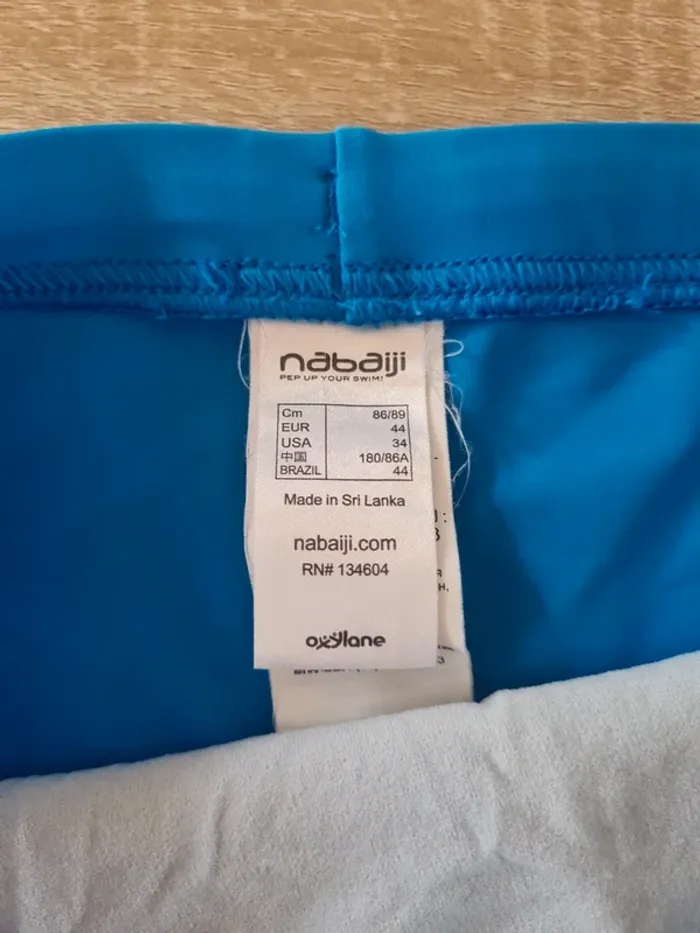 nabaiji
PEP UP YOUR SWIM!
Cm 86/89
EUR 44
USA 34
中国 180/86A
BRAZIL 44
Made in Sri Lanka
nabaiji.com
RN# 134604
oxylane